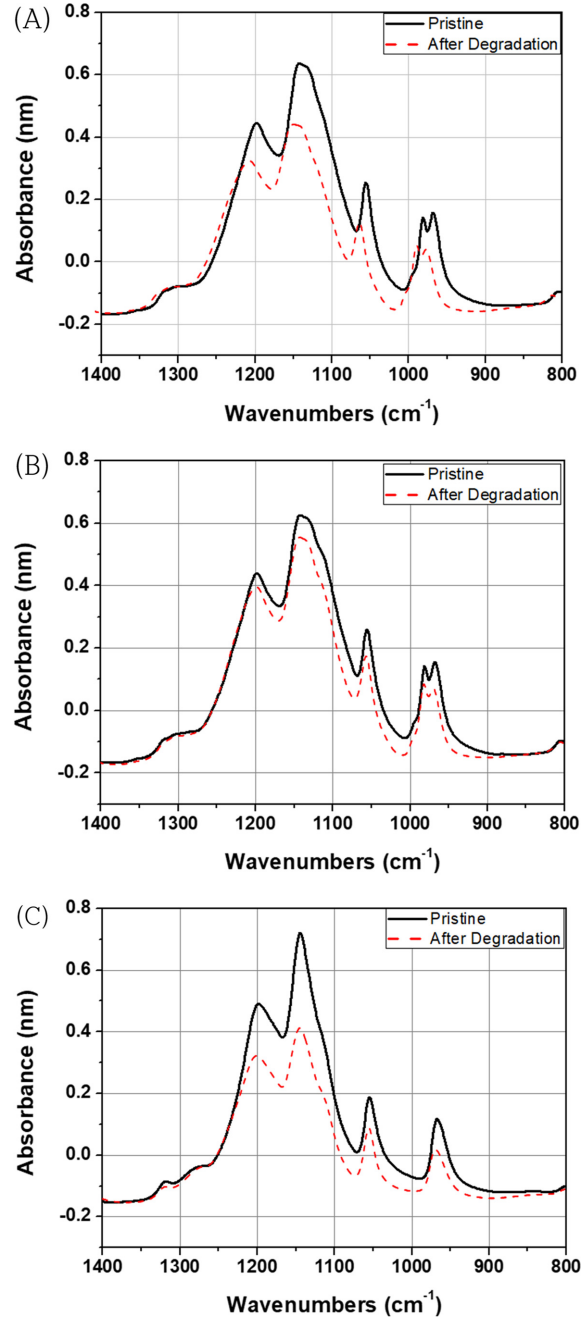 (A)
Pristine
After Degradation
0.8
0.6
0.4
0.2
0.0
-0.2
Absorbance (nm)
1400 1300 1200 1100 1000 900 800
Wavenumbers (cm⁻¹)
(B)
Pristine
After Degradation
0.8
0.6
0.4
0.2
0.0
-0.2
Absorbance (nm)
1400 1300 1200 1100 1000 900 800
Wavenumbers (cm⁻¹)
(C)
Pristine
After Degradation
0.8
0.6
0.4
0.2
0.0
-0.2
Absorbance (nm)
1400 1300 1200 1100 1000 900 800
Wavenumbers (cm⁻¹)